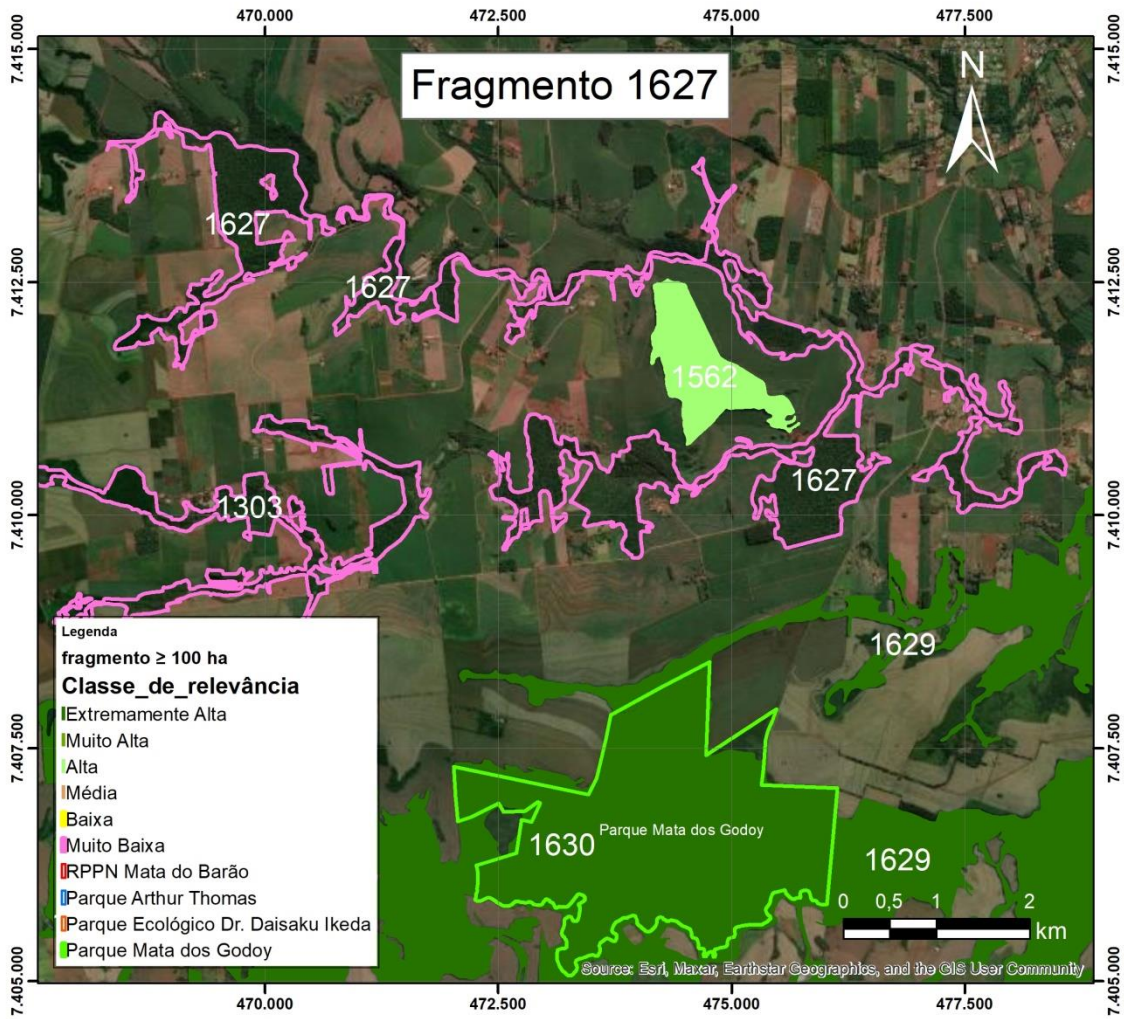 470.000 472.500 475.000 477.500
7.415.000 7.415.000
Fragmento 1627
N
1627
1627
7.412.500 7.412.500
1562
1627
1303
7.410.000 7.410.000
1629
Legenda
fragmento ≥ 100 ha
Classe_de_relevância
Extremamente Alta
Muito Alta
Alta
Média
Baixa
Muito Baixa
RPPN Mata do Barão
Parque Arthur Thomas
Parque Ecológico Dr. Daisaku Ikeda
Parque Mata dos Godoy
7.407.500 7.407.500
1630 Parque Mata dos Godoy
1629
0 0,5 1 2
km
Source: Esri, Maxar, Earthstar Geographics, and the GIS User Community
7.405.000 7.405.000
470.000 472.500 475.000 477.500